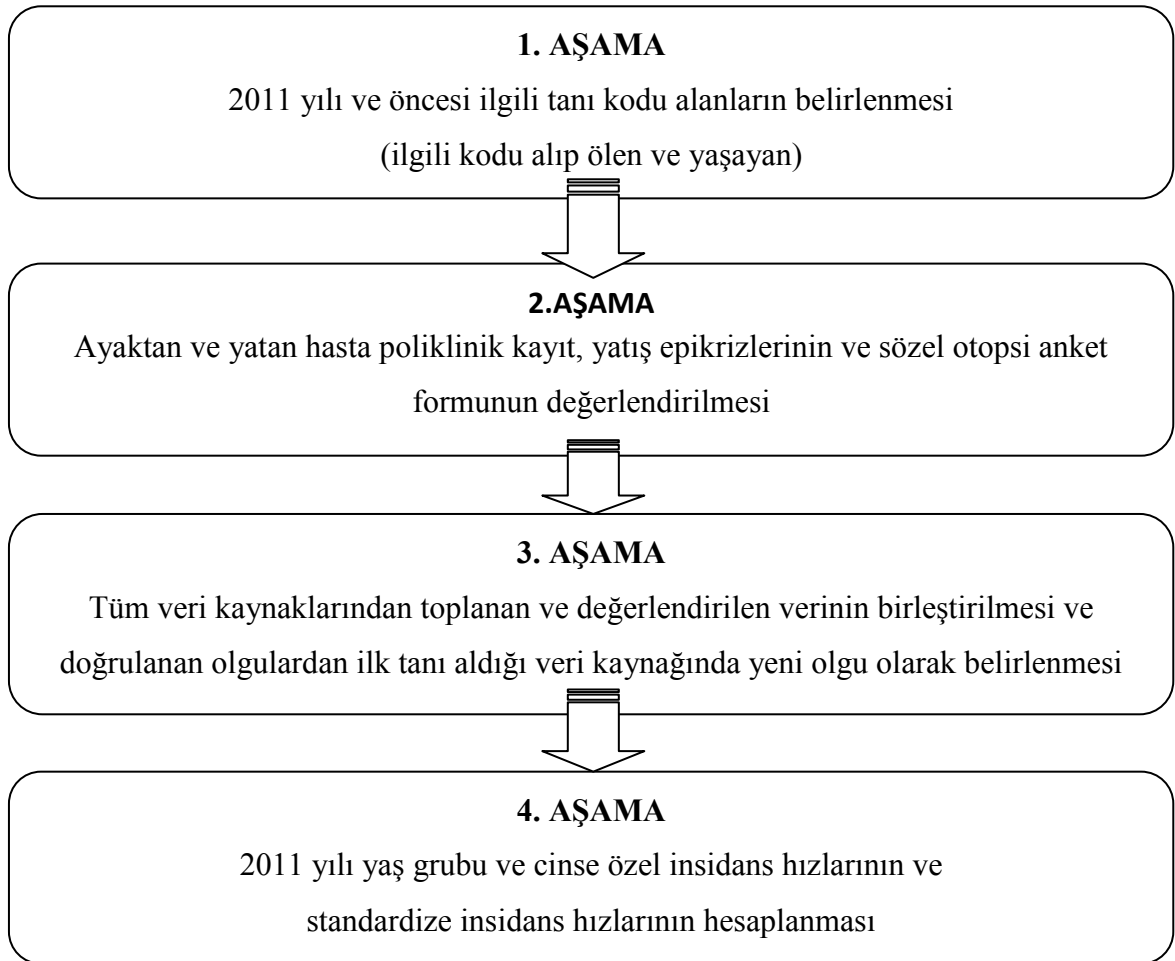 1. AŞAMA
2011 yılı ve öncesi ilgili tanı kodu alanların belirlenmesi
(ilgili kodu alıp ölen ve yaşayan)
2.AŞAMA
Ayaktan ve yatan hasta poliklinik kayıt, yatış epikrizlerinin ve sözel otopsi anket
formunun değerlendirilmesi
3. AŞAMA
Tüm veri kaynaklarından toplanan ve değerlendirilen verinin birleştirilmesi ve
doğrulanan olgulardan ilk tanı aldığı veri kaynağında yeni olgu olarak belirlenmesi
4. AŞAMA
2011 yılı yaş grubu ve cinse özel insidans hızlarının ve
standardize insidans hızlarının hesaplanması